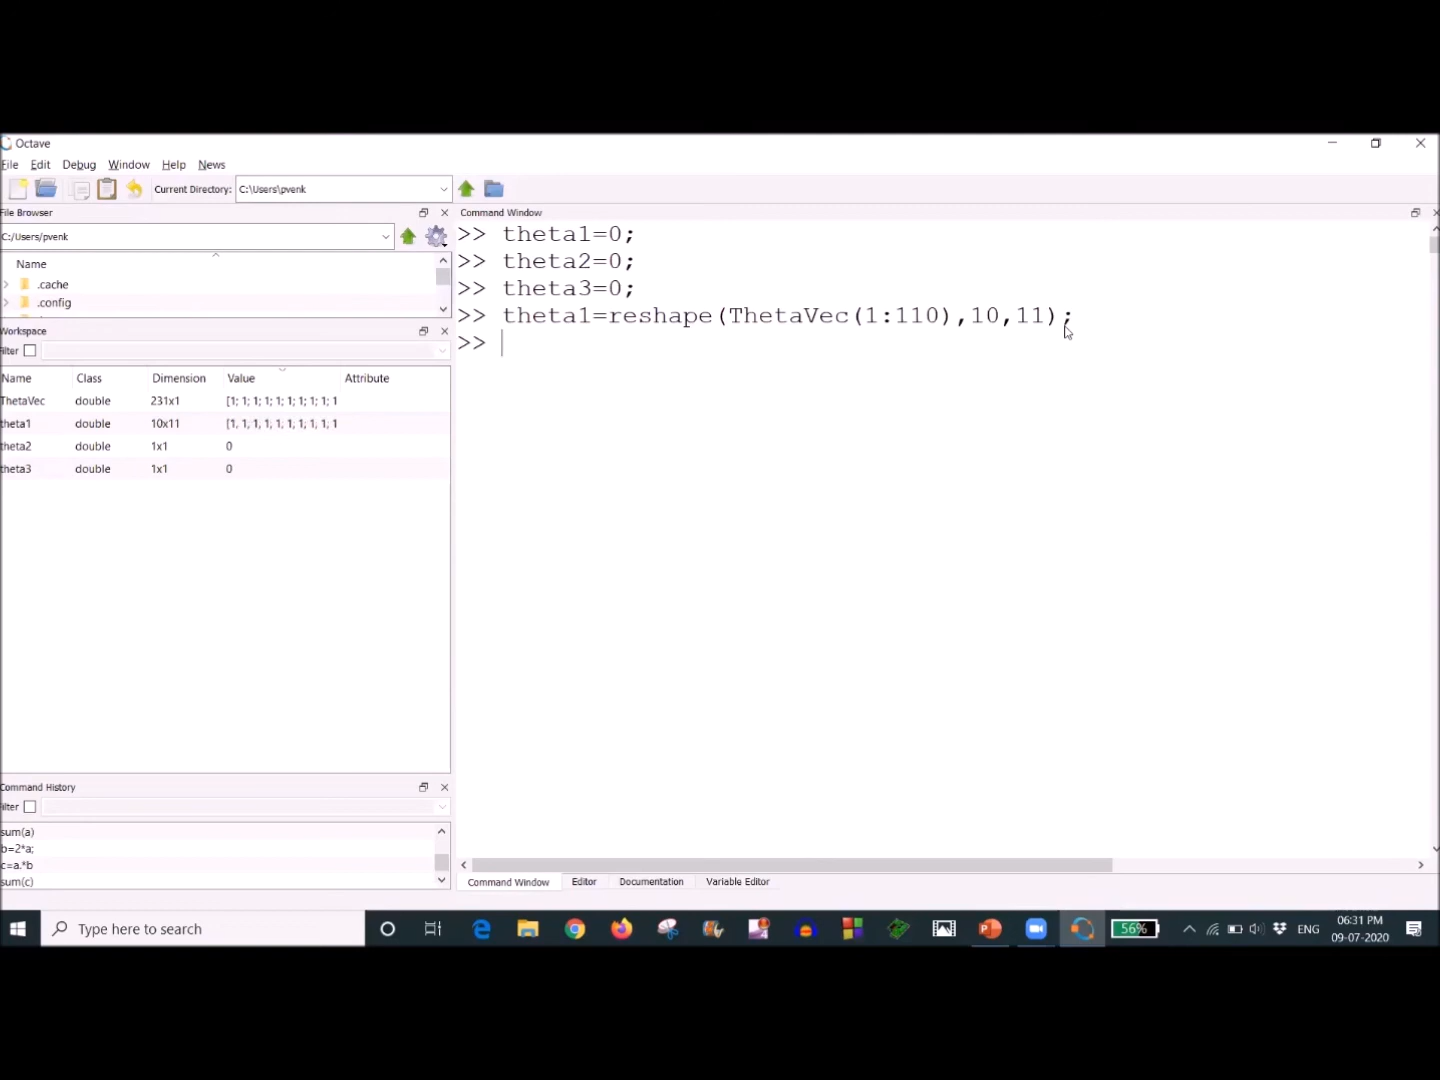 Octave
File Edit Debug Window Help News
Current Directory: C:\Users\pvenk
File Browser
Command Window
C:/Users/pvenk
Name
.cache
.config
Workspace
Filter
Name Class Dimension Value Attribute
ThetaVec double 231x1 [1; 1; 1; 1; 1; 1; 1; 1; 1; 1
theta1 double 10x11 [1, 1, 1, 1, 1, 1, 1, 1, 1, 1
theta2 double 1x1 0
theta3 double 1x1 0
>> theta1=0;
>> theta2=0;
>> theta3=0;
>> theta1=reshape(ThetaVec(1:110),10,11);
>>
Command History
Filter
sum(a)
b=2*a;
c=a.*b
sum(c)
Command Window Editor Documentation Variable Editor
Type here to search
56%
ENG
06:31 PM
09-07-2020